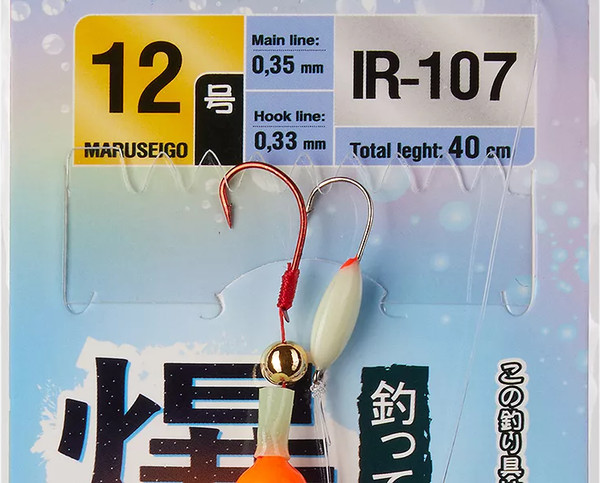 12
号
MARUSEIGO
Main line:
0,35 mm
Hook line:
0,33 mm
IR-107
Total leght: 40 cm
爆
釣って
この釣り具